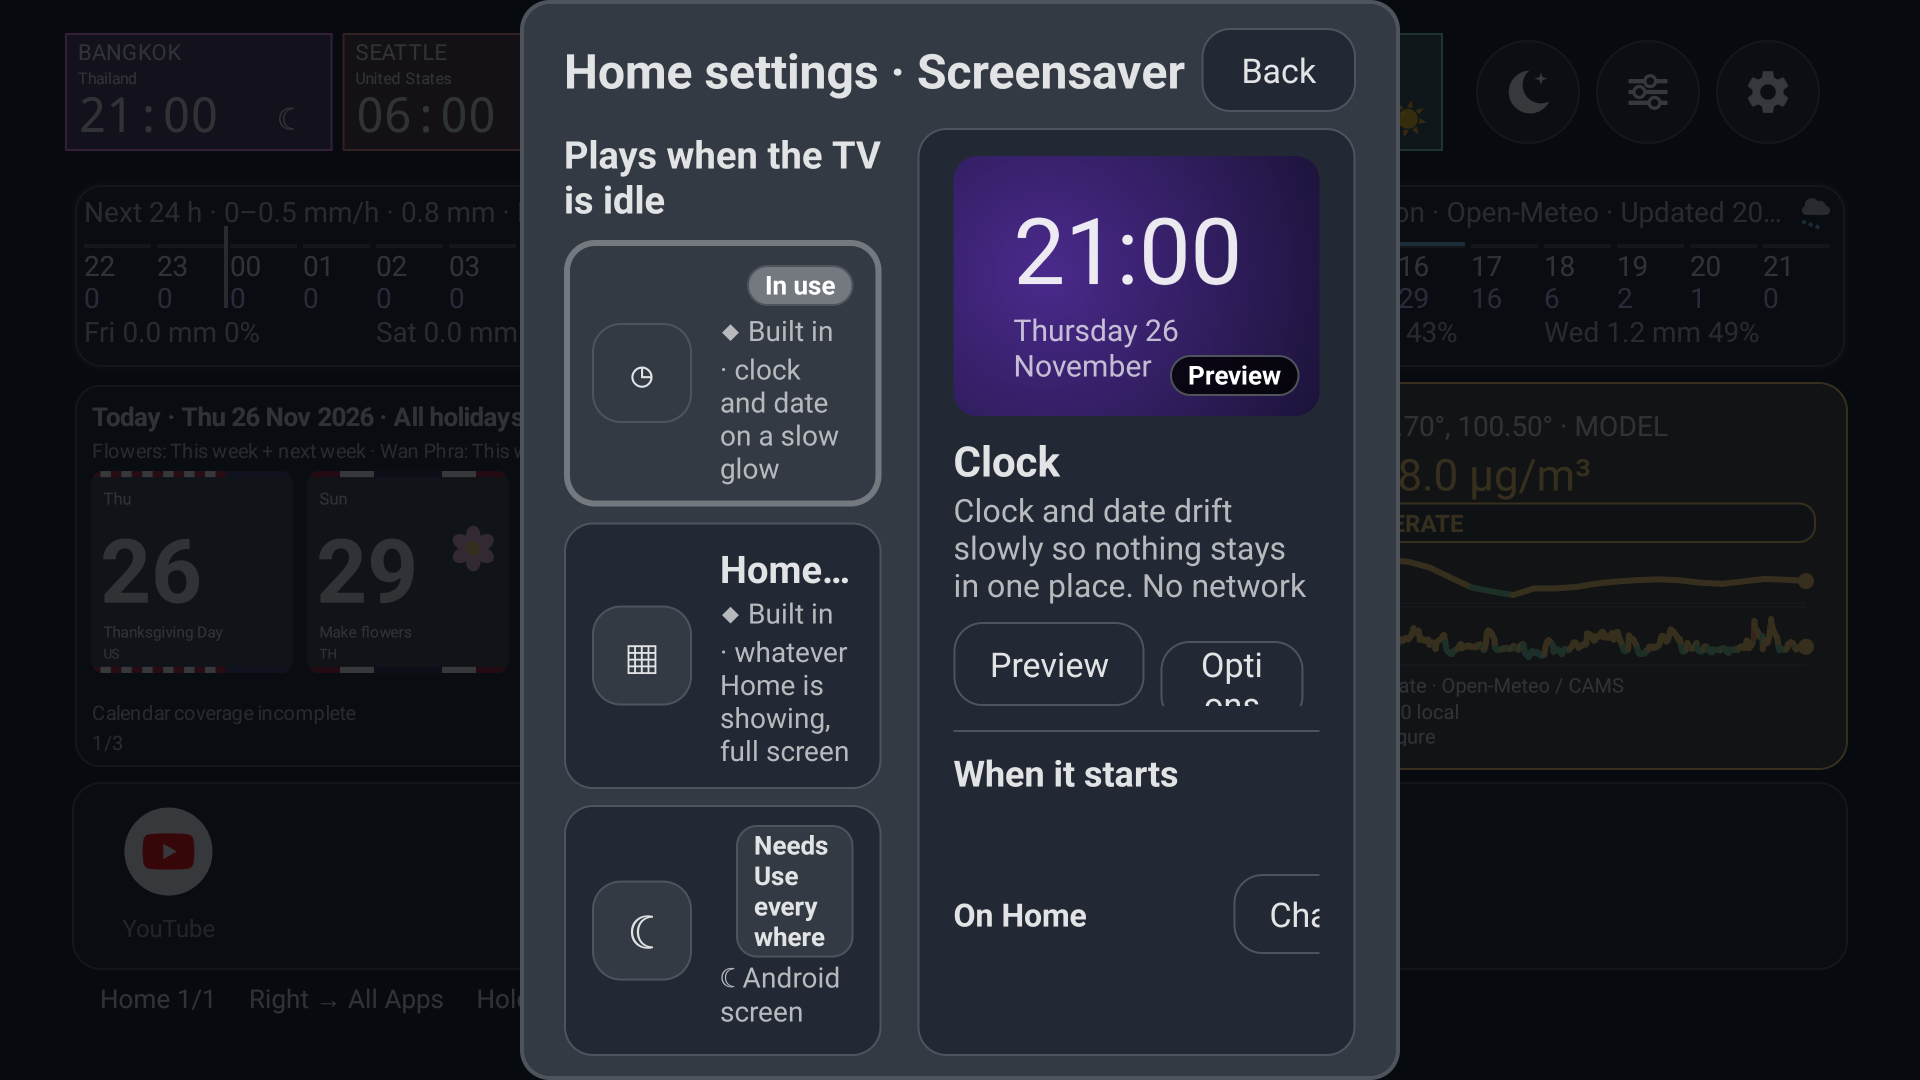 BANGKOK
Thailand
21:00 ☾
SEATTLE
United States
06:00
Home settings · Screensaver
Back
Next 24 h · 0–0.5 mm/h · 0.8 mm ·
Open-Meteo · Updated 20…
22 23 00 01 02 03
16 17 18 19 20 21
0 0 0 0 0 0
29 16 6 2 1 0
Fri 0.0 mm 0% Sat 0.0 mm
43% Wed 1.2 mm 49%
Today · Thu 26 Nov 2026 · All holidays
Flowers: This week + next week · Wan Phra: This
Thu
26
Thanksgiving Day
US
Sun
29
Make flowers
TH
Calendar coverage incomplete
1/3
YouTube
Home 1/1 Right → All Apps
Plays when the TV
is idle
In use
◆ Built in
· clock
and date
on a slow
glow
Home…
◆ Built in
· whatever
Home is
showing,
full screen
Needs
Use
every
where
☾ Android
screen
21:00
Thursday 26
November
Preview
Clock
Clock and date drift
slowly so nothing stays
in one place. No network
Preview
Opti
ons
When it starts
On Home
Cha
.70°, 100.50° · MODEL
8.0 µg/m³
ERATE
Open-Meteo / CAMS
0 local